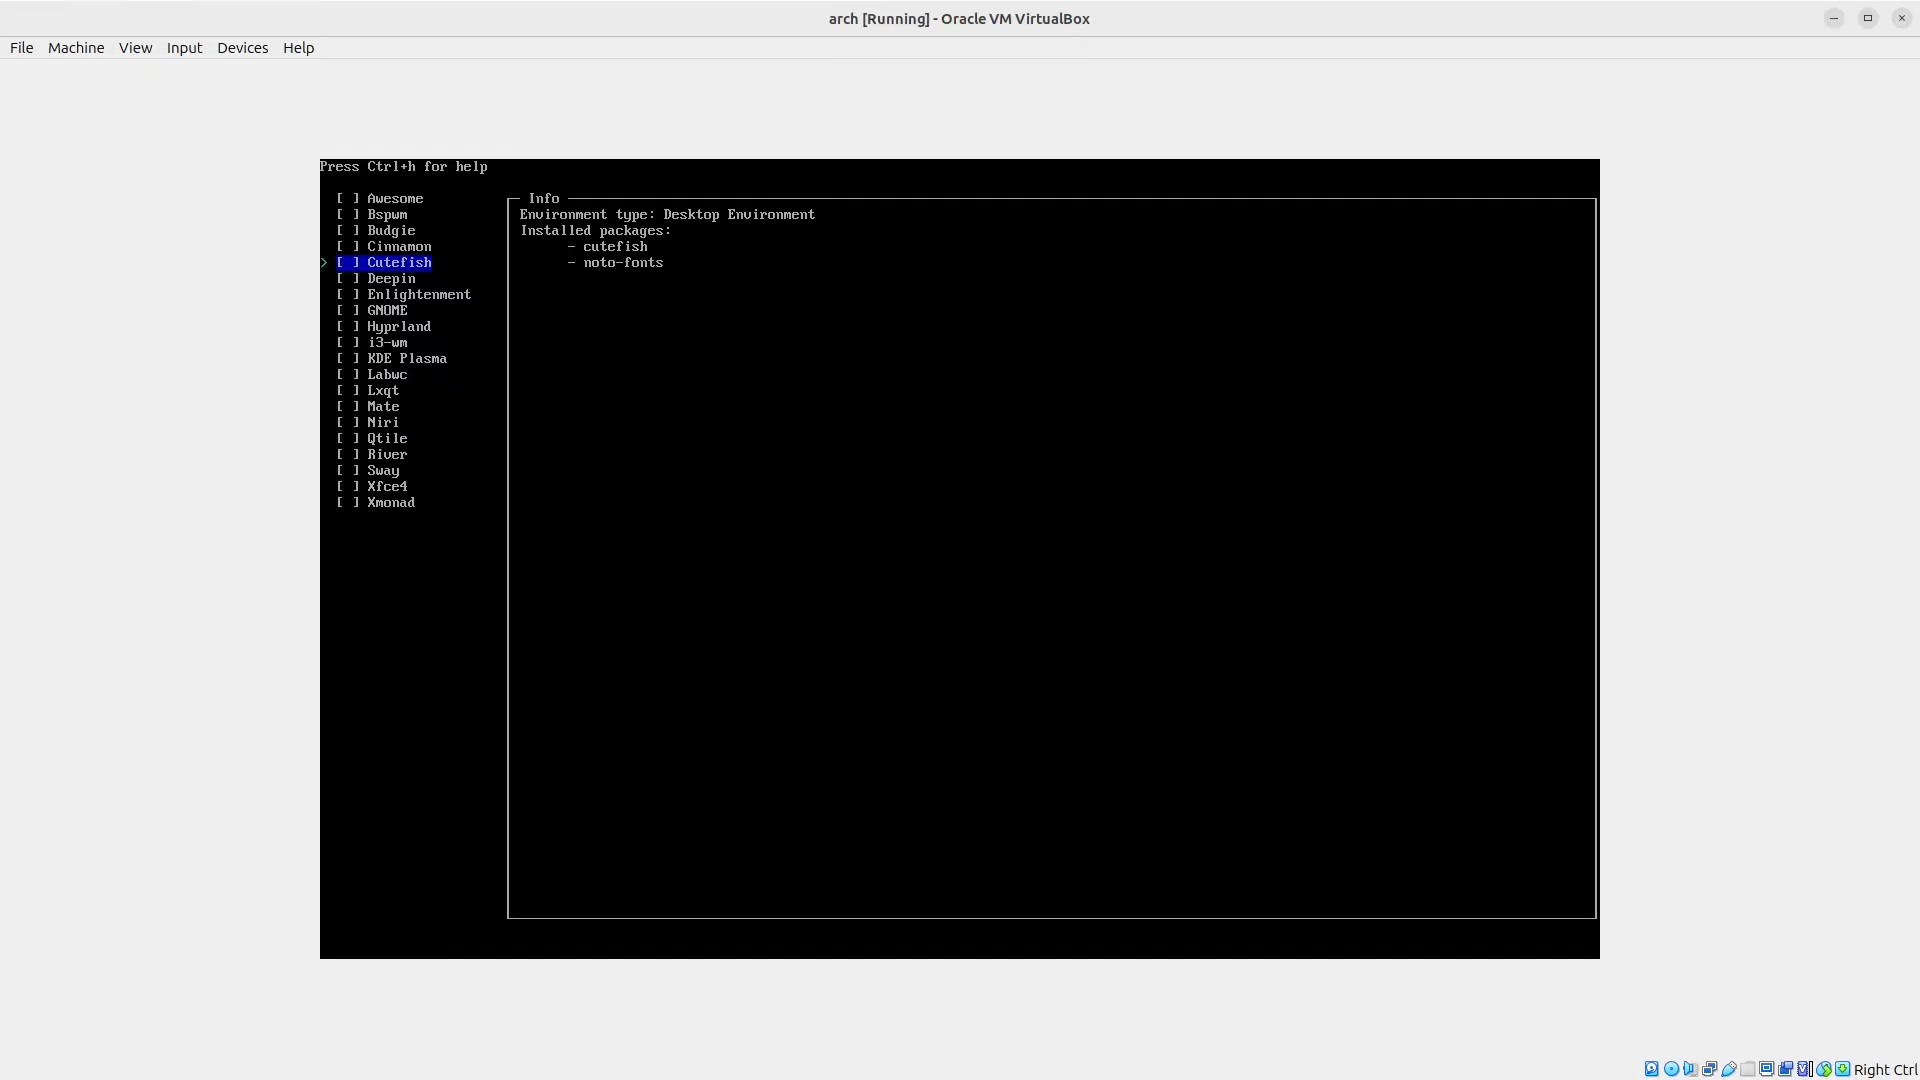 arch [Running] - Oracle VM VirtualBox
File Machine View Input Devices Help
Press Ctrl+h for help
[ ] Awesome
[ ] Bspwm
[ ] Budgie
[ ] Cinnamon
> [ ] Cutefish
[ ] Deepin
[ ] Enlightenment
[ ] GNOME
[ ] Hyprland
[ ] i3-wm
[ ] KDE Plasma
[ ] Labwc
[ ] Lxqt
[ ] Mate
[ ] Niri
[ ] Qtile
[ ] River
[ ] Sway
[ ] Xfce4
[ ] Xmonad
Info
Environment type: Desktop Environment
Installed packages:
- cutefish
- noto-fonts
Right Ctrl